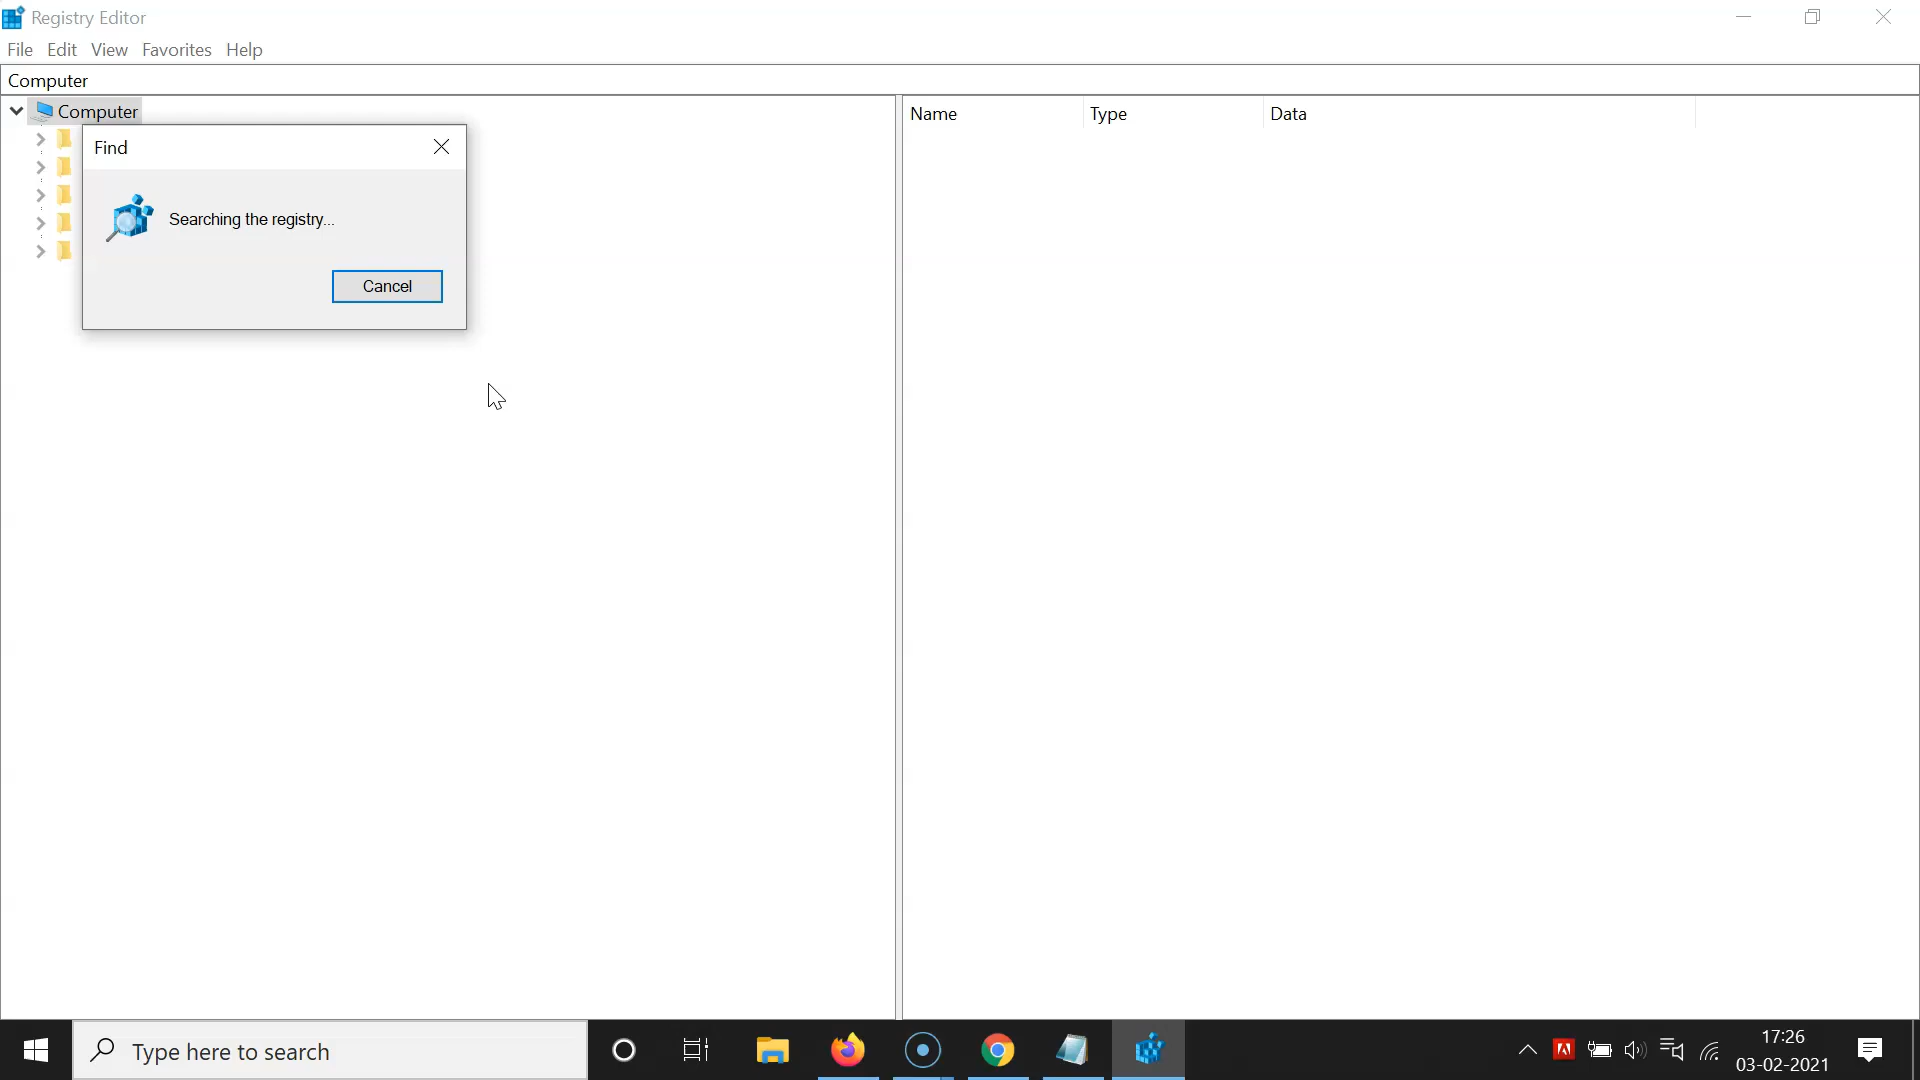 Registry Editor
File Edit View Favorites Help
Computer
Computer
Name Type Data
Find
Searching the registry...
Cancel
Type here to search
17:26
03-02-2021